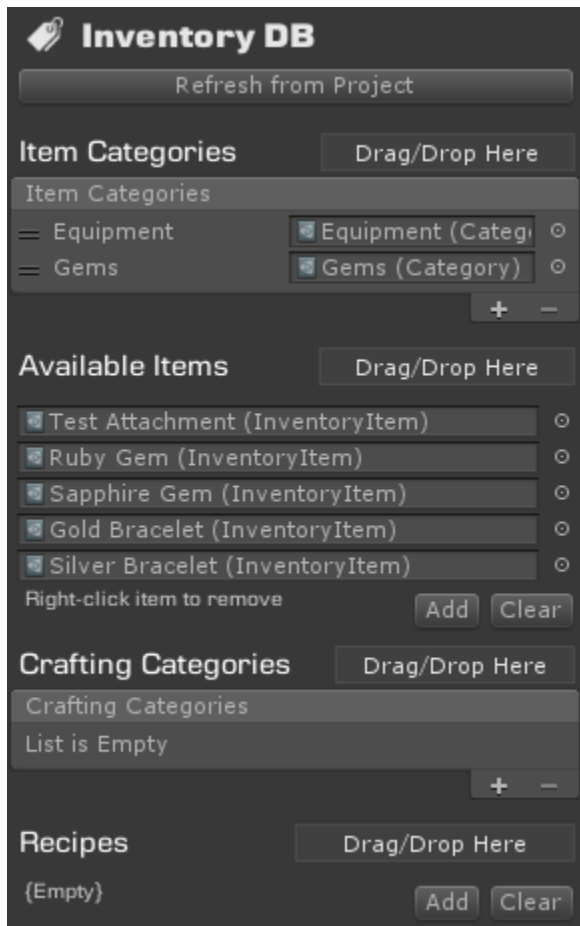 Inventory DB
Refresh from Project
Item Categories Drag/Drop Here
Item Categories
Equipment Equipment (Categ
Gems Gems (Category)
+ −
Available Items Drag/Drop Here
Test Attachment (InventoryItem)
Ruby Gem (InventoryItem)
Sapphire Gem (InventoryItem)
Gold Bracelet (InventoryItem)
Silver Bracelet (InventoryItem)
Right-click item to remove Add Clear
Crafting Categories Drag/Drop Here
Crafting Categories
List is Empty
+ −
Recipes Drag/Drop Here
{Empty} Add Clear